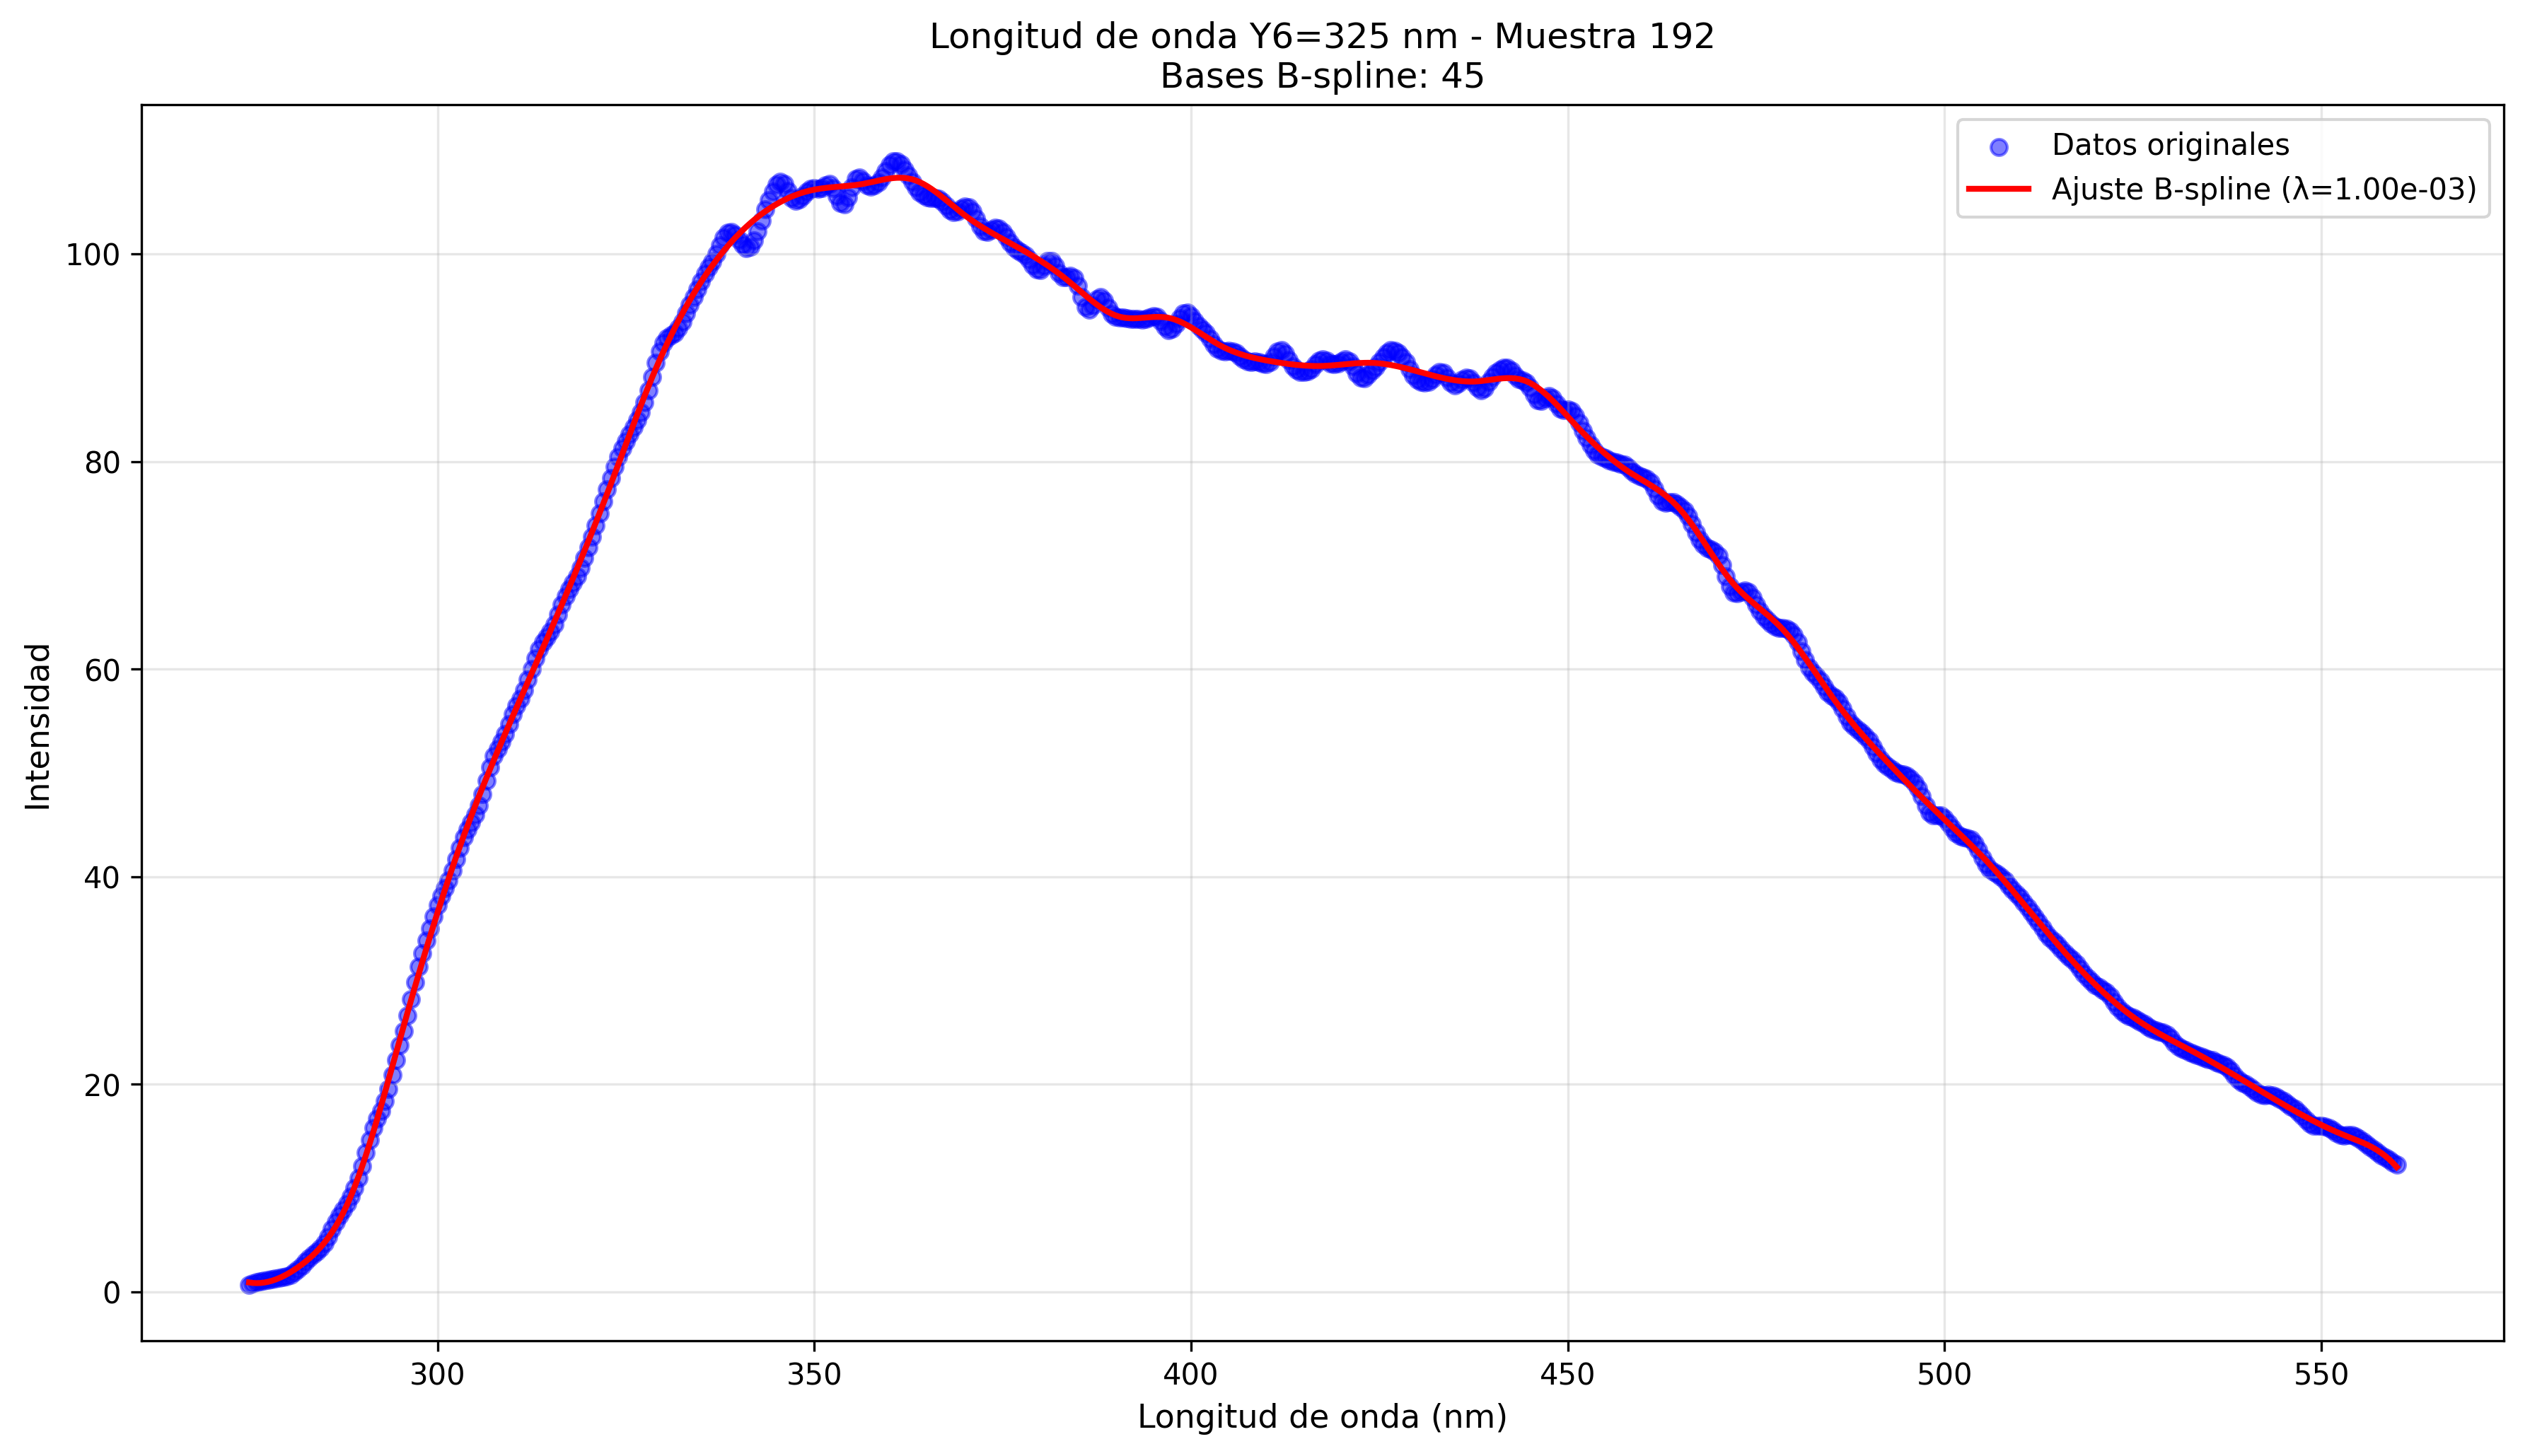 Longitud de onda Y6=325 nm - Muestra 192
Bases B-spline: 45
Datos originales
Ajuste B-spline (λ=1.00e-03)
Intensidad
100
80
60
40
20
0
300 350 400 450 500 550
Longitud de onda (nm)